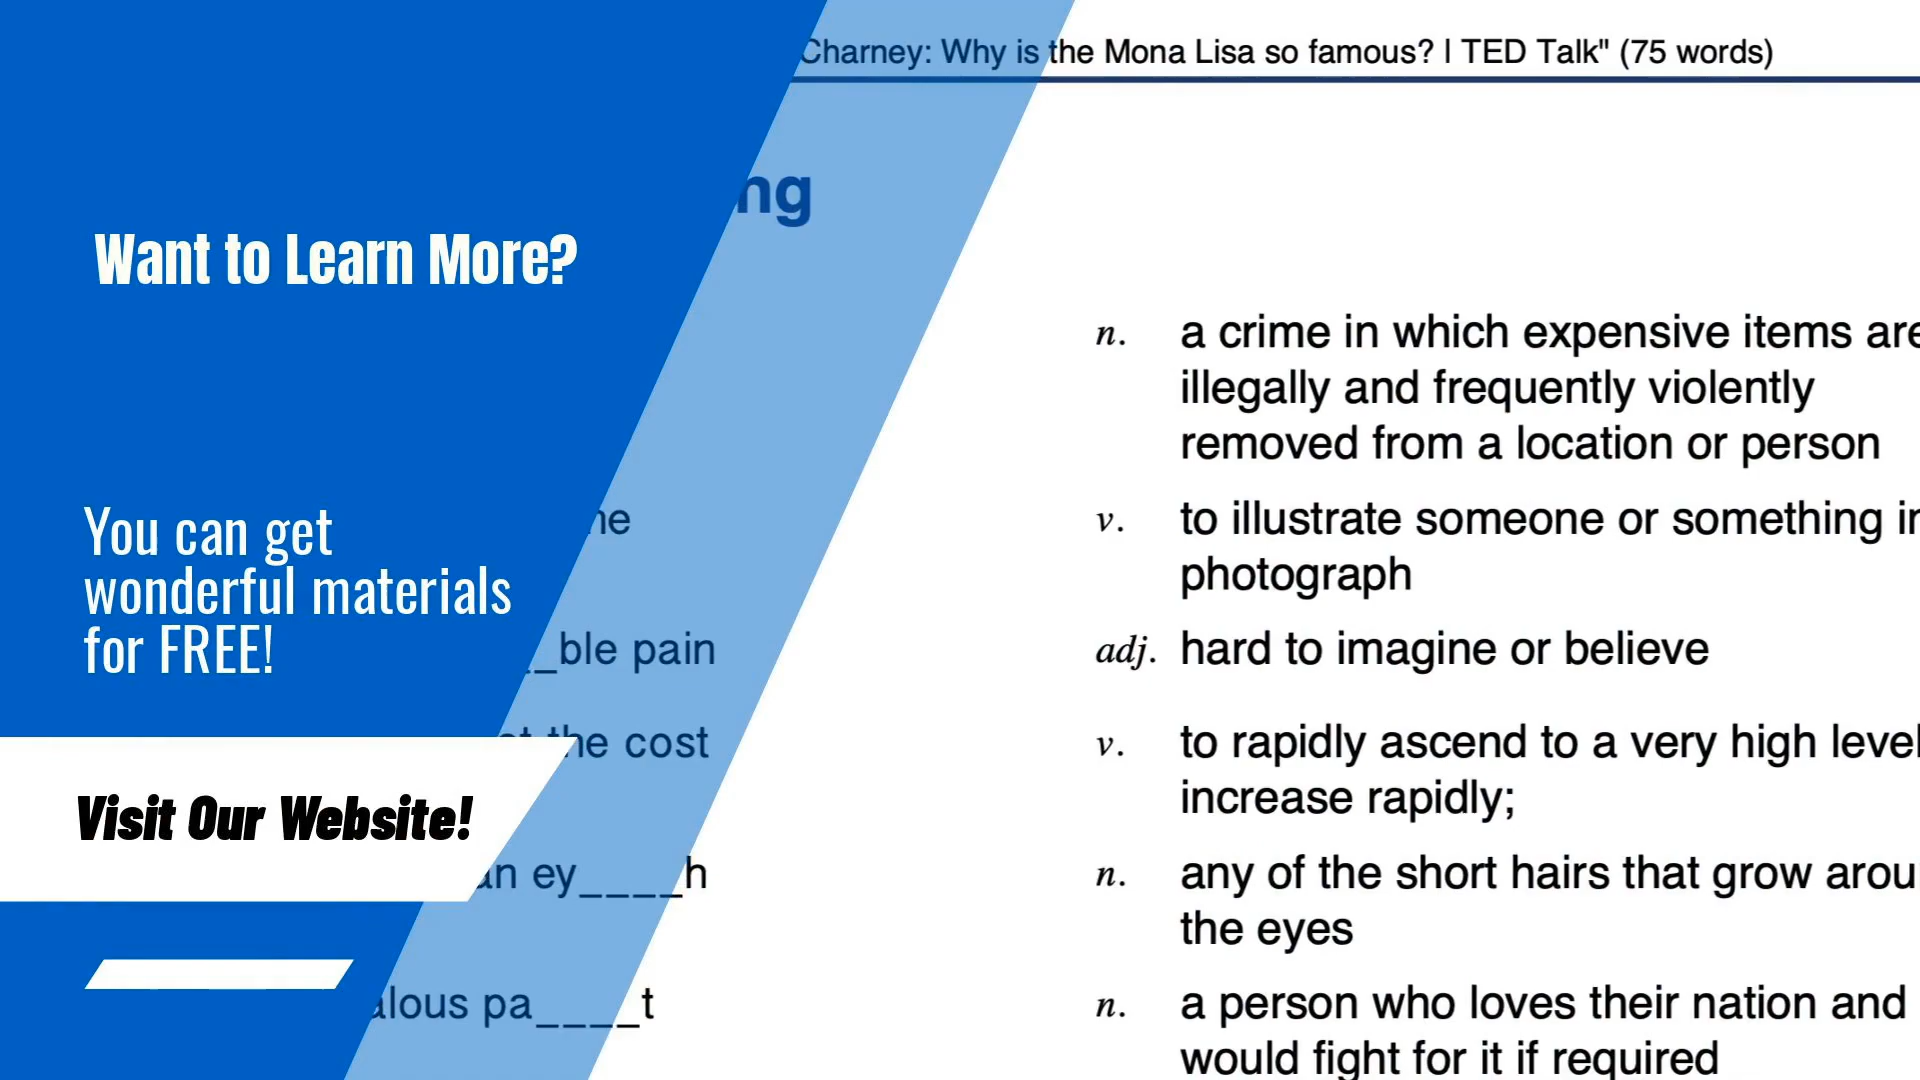 Charney: Why is the Mona Lisa so famous? | TED Talk" (75 words)
ng
Want to Learn More?
You can get
wonderful materials
for FREE!
Visit Our Website!
ne
__ble pain
the cost
an ey____h
alous pa____t
n. a crime in which expensive items are
illegally and frequently violently
removed from a location or person
v. to illustrate someone or something in
photograph
adj. hard to imagine or believe
v. to rapidly ascend to a very high level
increase rapidly;
n. any of the short hairs that grow arou
the eyes
n. a person who loves their nation and
would fight for it if required